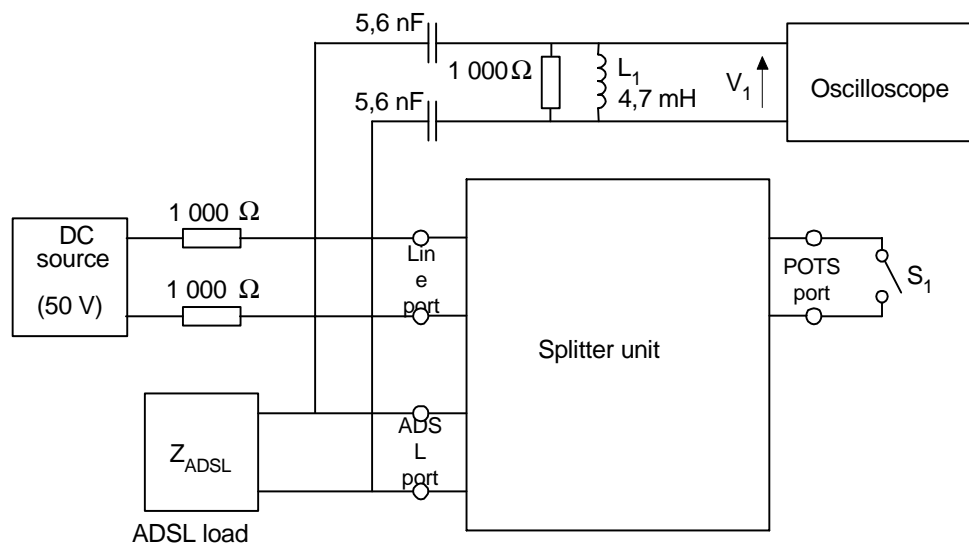 5,6 nF
1 000 Ω
L1
4,7 mH
V1
Oscilloscope
5,6 nF
1 000 Ω
DC
source
(50 V)
1 000 Ω
Lin
e
port
Splitter unit
POTS
port
S1
ZADSL
ADS
L
port
ADSL load